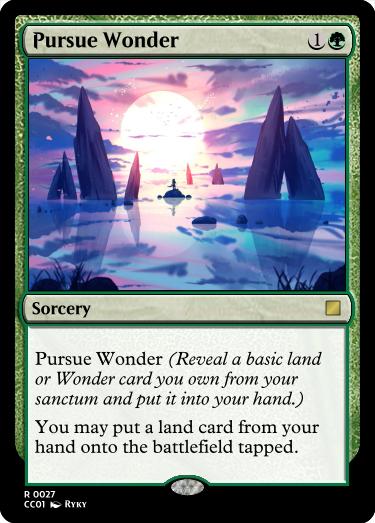 Pursue Wonder 1
Sorcery
Pursue Wonder (Reveal a basic land
or Wonder card you own from your
sanctum and put it into your hand.)
You may put a land card from your
hand onto the battlefield tapped.
R 0027
CC01 Ryky